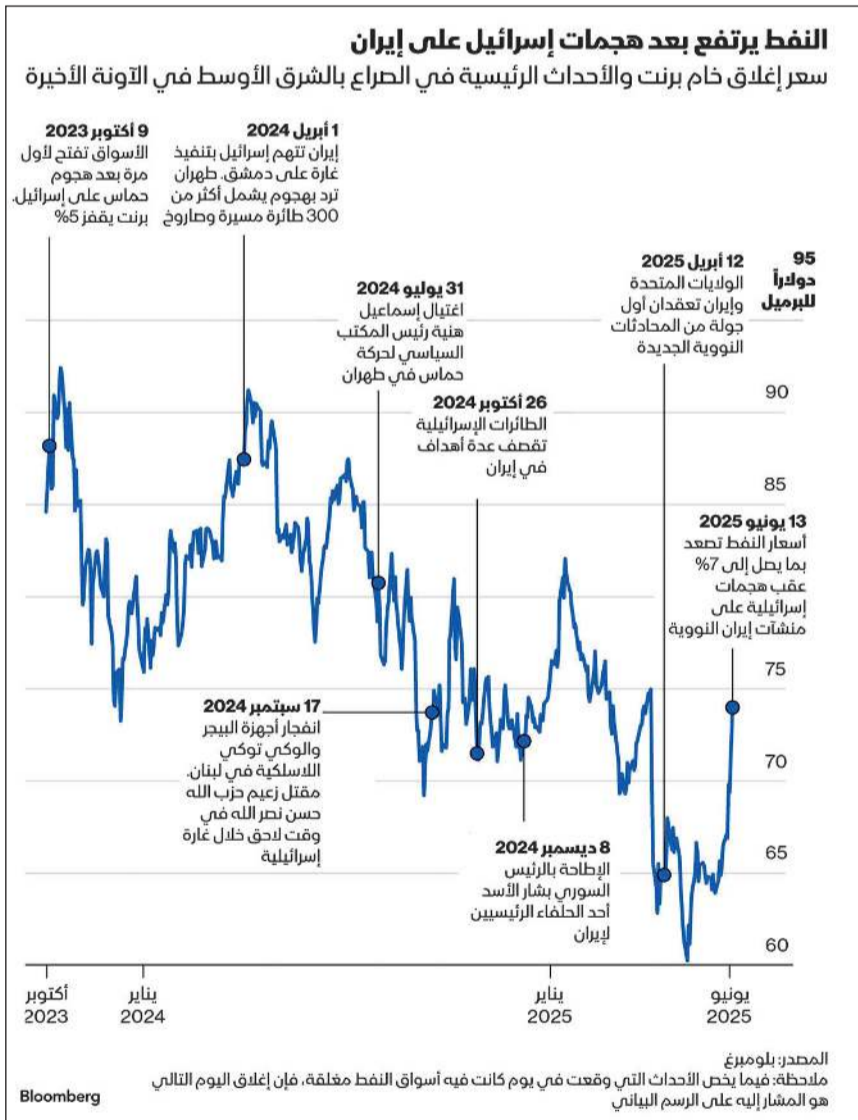 النفط يرتفع بعد هجمات إسرائيل على إيران
سعر إغلاق خام برنت والأحداث الرئيسية في الصراع بالشرق الأوسط في الآونة الأخيرة
9 أكتوبر 2023
الأسواق تفتح لأول
مرة بعد هجوم
حماس على إسرائيل.
برنت يقفز 5%
1 أبريل 2024
إيران تتهم إسرائيل بتنفيذ
غارة على دمشق. طهران
ترد بهجوم يشمل أكثر من
300 طائرة مسيرة وصاروخ
31 يوليو 2024
اغتيال إسماعيل
هنية رئيس المكتب
السياسي لحركة
حماس في طهران
26 أكتوبر 2024
الطائرات الإسرائيلية
تقصف عدة أهداف
في إيران
12 أبريل 2025
الولايات المتحدة
وإيران تعقدان أول
جولة من المحادثات
النووية الجديدة
95
دولاراً
للبرميل
90
85
13 يونيو 2025
أسعار النفط تصعد
بما يصل إلى 7%
عقب هجمات
إسرائيلية على
منشآت إيران النووية
75
17 سبتمبر 2024
انفجار أجهزة البيجر
والوكي توكي
اللاسلكية في لبنان.
مقتل زعيم حزب الله
حسن نصر الله في
وقت لاحق خلال غارة
إسرائيلية
70
8 ديسمبر 2024
الإطاحة بالرئيس
السوري بشار الأسد
أحد الحلفاء الرئيسيين
لإيران
65
60
أكتوبر
2023
يناير
2024
يناير
2025
يونيو
2025
المصدر: بلومبرغ
ملاحظة: فيما يخص الأحداث التي وقعت في يوم كانت فيه أسواق النفط مغلقة، فإن إغلاق اليوم التالي
هو المشار إليه على الرسم البياني
Bloomberg